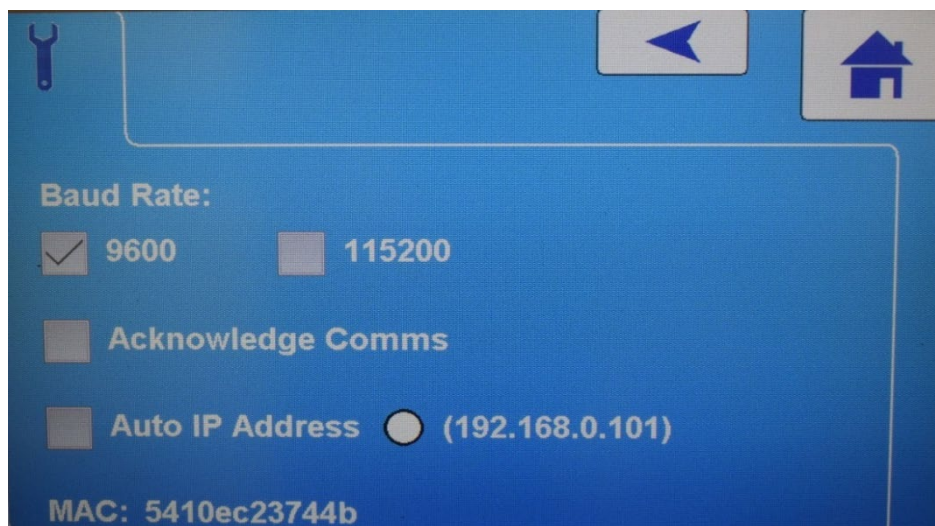 Baud Rate:
9600 115200
Acknowledge Comms
Auto IP Address (192.168.0.101)
MAC: 5410ec23744b